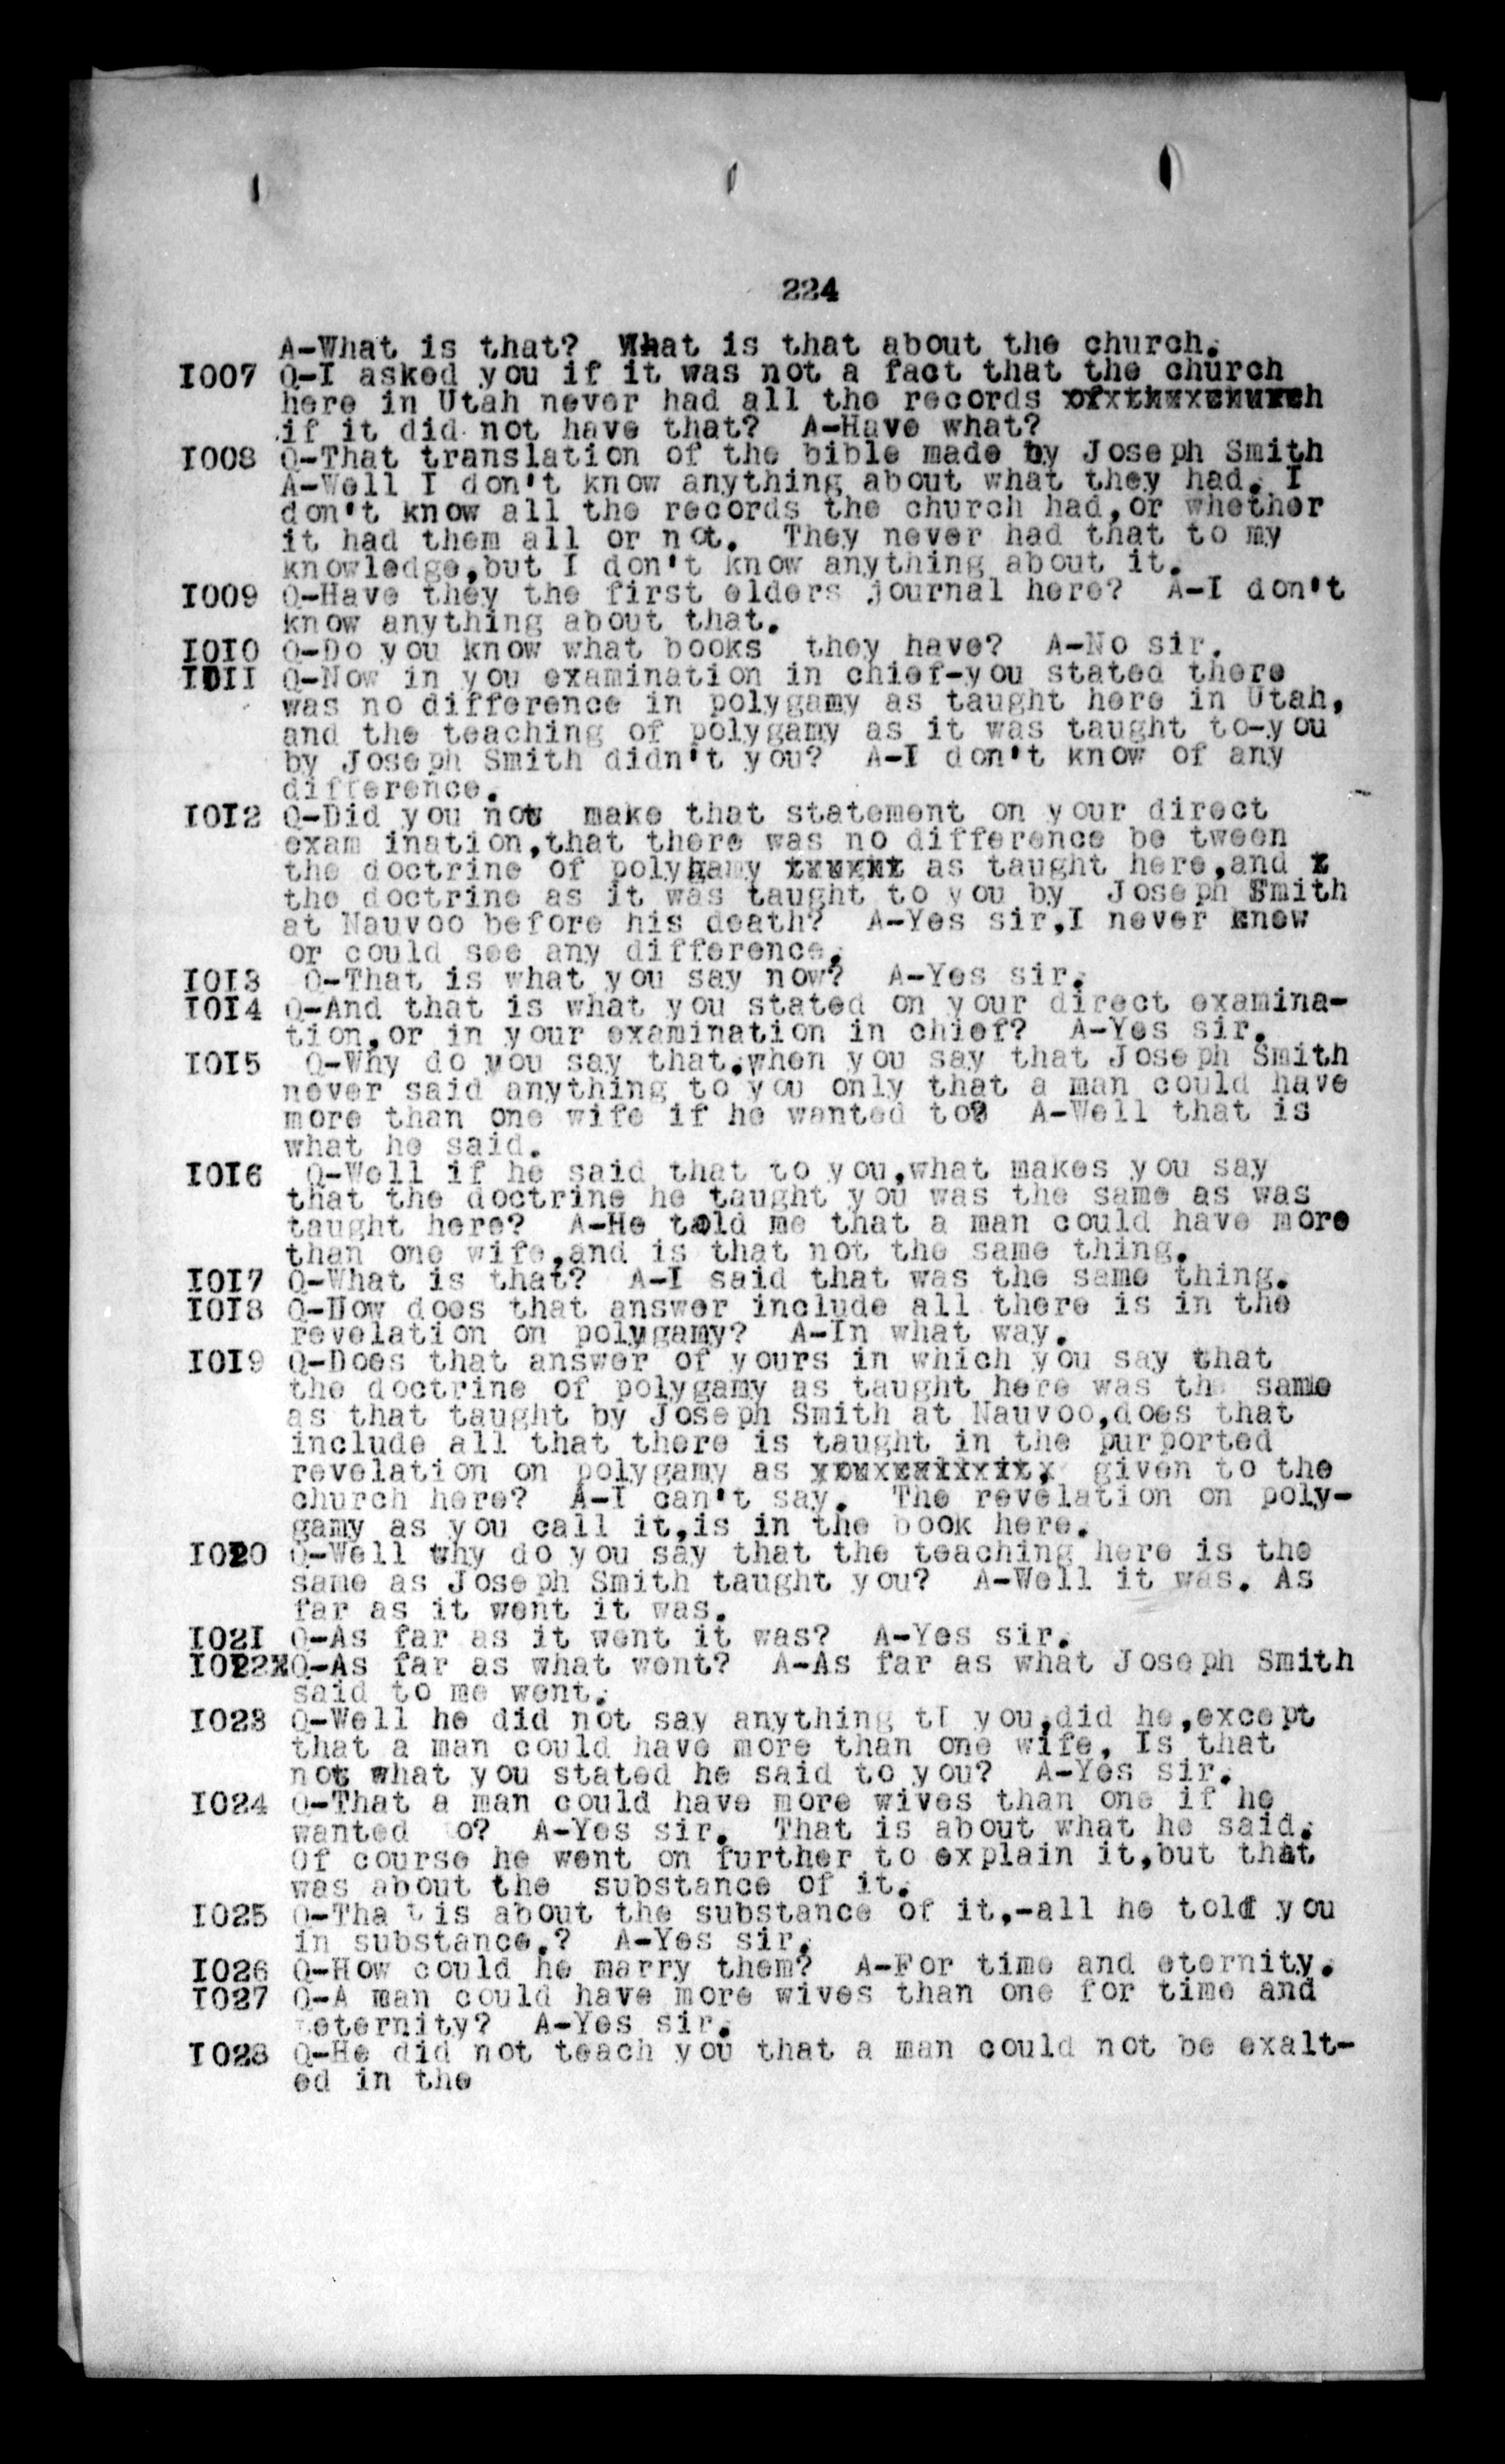 224
A-What is that?  What is that about the church.
I007 Q-I asked you if it was not a fact that the church
here in Utah never had all the records ofxthexchurch
if it did not have that?  A-Have what?
I008 Q-That translation of the bible made by Joseph Smith
A-Well I don't know anything about what they had. I
don't know all the records the church had,or whether
it had them all or not.  They never had that to my
knowledge,but I don't know anything about it.
I009 Q-Have they the first elders journal here?  A-I don't
know anything about that.
I0I0 Q-Do you know what books  they have?  A-No sir.
I0II Q-Now in you examination in chief-you stated there
was no difference in polygamy as taught here in Utah,
and the teaching of polygamy as it was taught to-you
by Joseph Smith didn't you?  A-I don't know of any
difference.
I0I2 Q-Did you not  make that statement on your direct
exam ination,that there was no difference be tween
the doctrine of polygamy as taught here,and
the doctrine as it was taught to you by  Joseph Smith
at Nauvoo before his death?  A-Yes sir,I never knew
or could see any difference.
I0I3  Q-That is what you say now?  A-Yes sir.
I0I4 Q-And that is what you stated on your direct examina-
tion,or in your examination in chief?  A-Yes sir.
I0I5  Q-Why do you say that.when you say that Joseph Smith
never said anything to you only that a man could have
more than one wife if he wanted to?  A-Well that is
what he said.
I0I6  Q-Well if he said that to you,what makes you say
that the doctrine he taught you was the same as was
taught here?  A-He told me that a man could have more
than one wife,and is that not the same thing.
I0I7 Q-What is that?  A-I said that was the same thing.
I0I8 Q-How does that answer include all there is in the
revelation on polygamy?  A-In what way.
I0I9 Q-Does that answer of yours in which you say that
the doctrine of polygamy as taught here was th  same
as that taught by Joseph Smith at Nauvoo,does that
include all that there is taught in the purported
revelation on polygamy as given to the
church here?  A-I can't say.  The revelation on poly-
gamy as you call it,is in the book here.
I020 Q-Well why do you say that the teaching here is the
same as Joseph Smith taught you?  A-Well it was. As
far as it went it was.
I02I Q-As far as it went it was?  A-Yes sir.
I022 Q-As far as what went?  A-As far as what Joseph Smith
said to me went.
I023 Q-Well he did not say anything t[ you,did he,except
that a man could have more than one wife, Is that
not what you stated he said to you?  A-Yes sir.
I024 Q-That a man could have more wives than one if he
wanted  o?  A-Yes sir.  That is about what he said.
Of course he went on further to explain it,but that
was about the  substance of it.
I025 Q-Tha t is about the substance of it,-all he told you
in substance.?  A-Yes sir.
I026 Q-How could he marry them?  A-For time and eternity.
I027 Q-A man could have more wives than one for time and
eternity?  A-Yes sir.
I028 Q-He did not teach you that a man could not be exalt-
ed in the